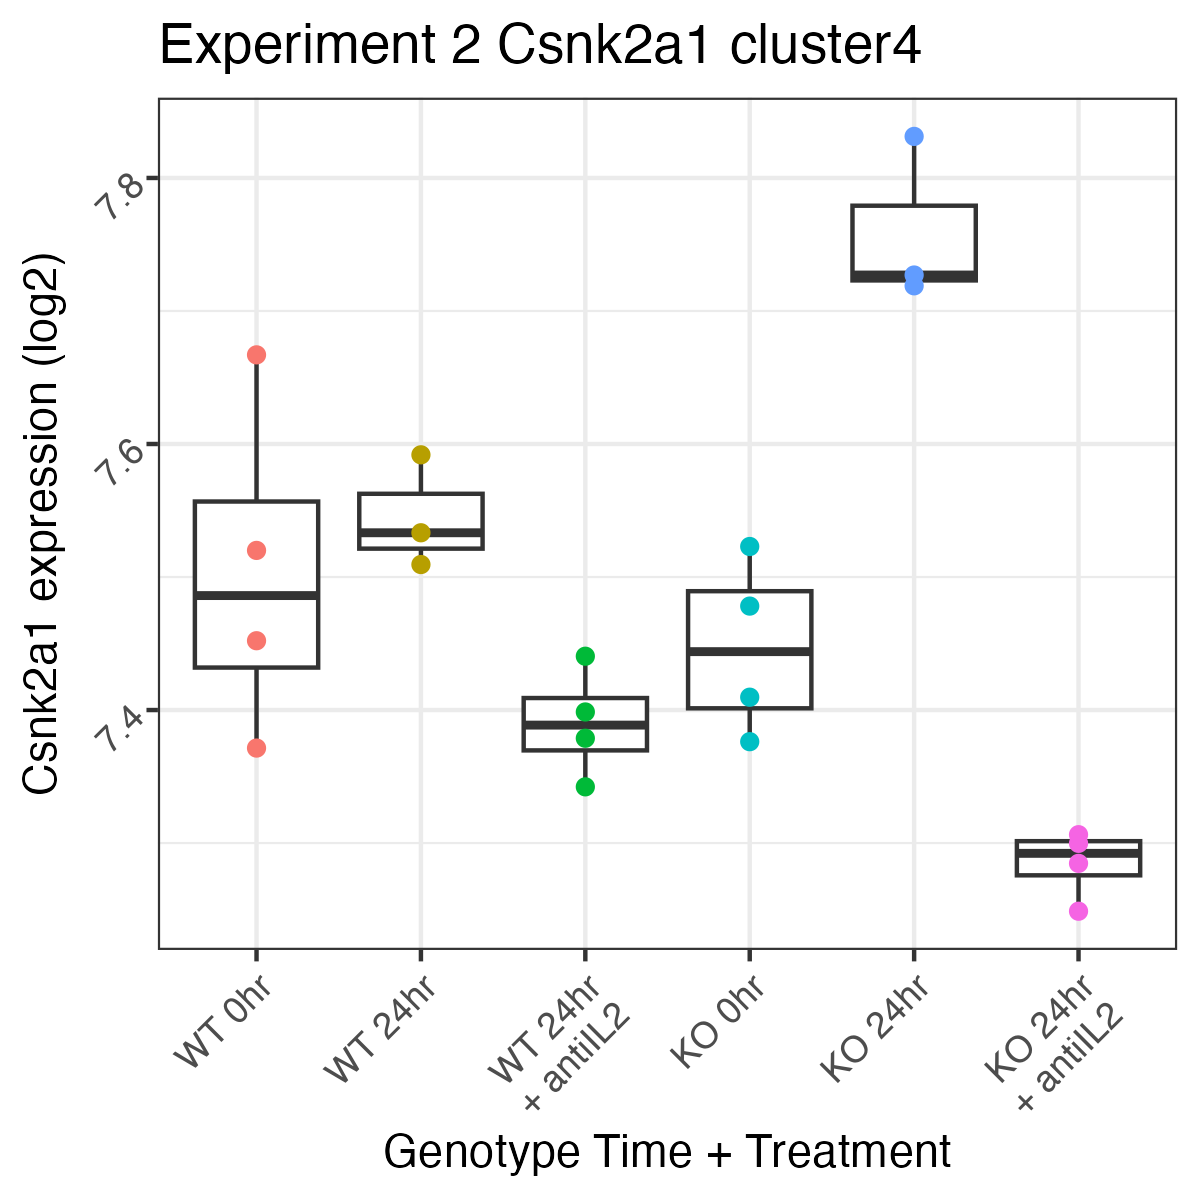 Experiment 2 Csnk2a1 cluster4
Csnk2a1 expression (log2)
7.8
7.6
7.4
WT 0hr
WT 24hr
WT 24hr
+ antiIL2
KO 0hr
KO 24hr
KO 24hr
+ antiIL2
Genotype Time + Treatment